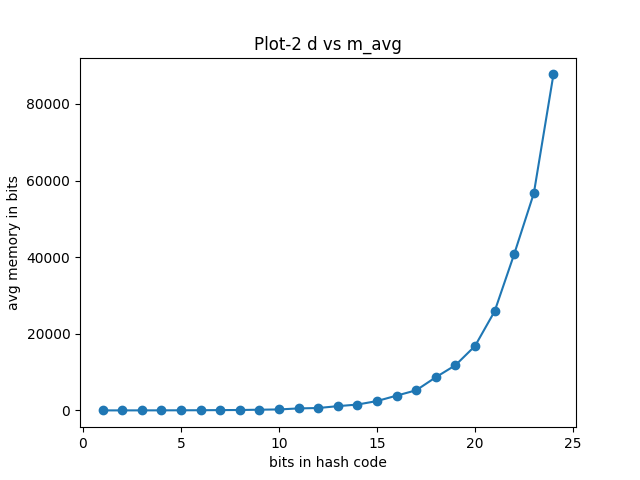 Plot-2 d vs m_avg
avg memory in bits
80000
60000
40000
20000
0
0 5 10 15 20 25
bits in hash code